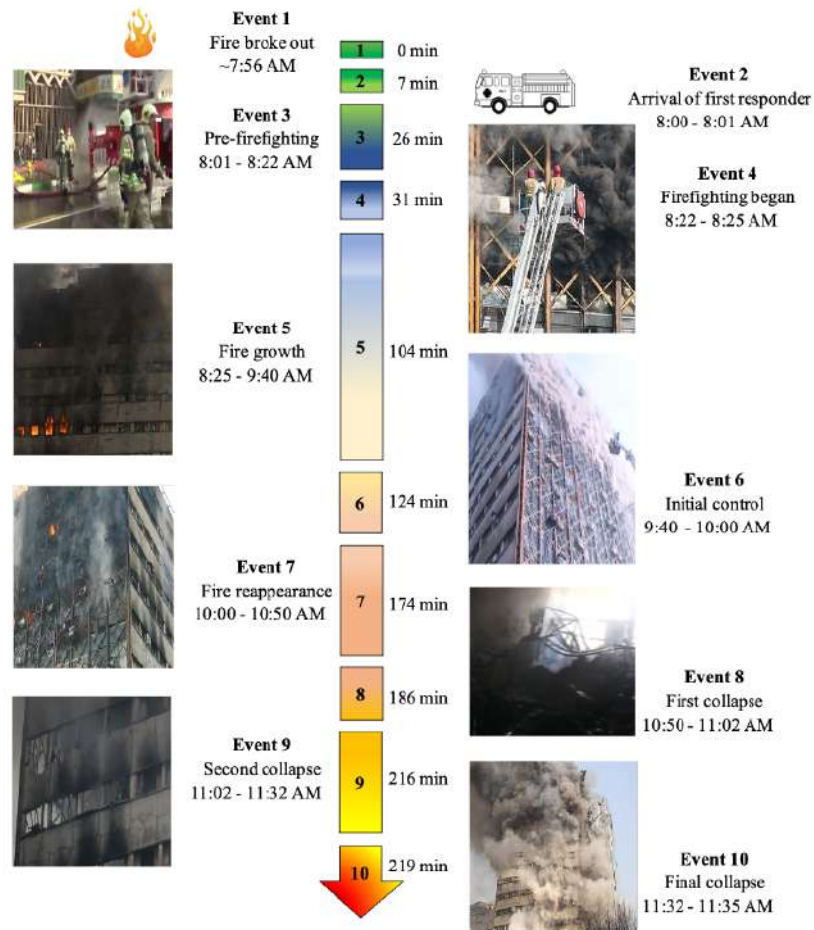 Event 1
Fire broke out
~7:56 AM
1
0 min
2
7 min
Event 2
Arrival of first responder
8:00 - 8:01 AM
Event 3
Pre-firefighting
8:01 - 8:22 AM
3
26 min
Event 4
Firefighting began
8:22 - 8:25 AM
4
31 min
Event 5
Fire growth
8:25 - 9:40 AM
5
104 min
Event 6
Initial control
9:40 - 10:00 AM
6
124 min
Event 7
Fire reappearance
10:00 - 10:50 AM
7
174 min
Event 8
First collapse
10:50 - 11:02 AM
8
186 min
Event 9
Second collapse
11:02 - 11:32 AM
9
216 min
Event 10
Final collapse
11:32 - 11:35 AM
10
219 min